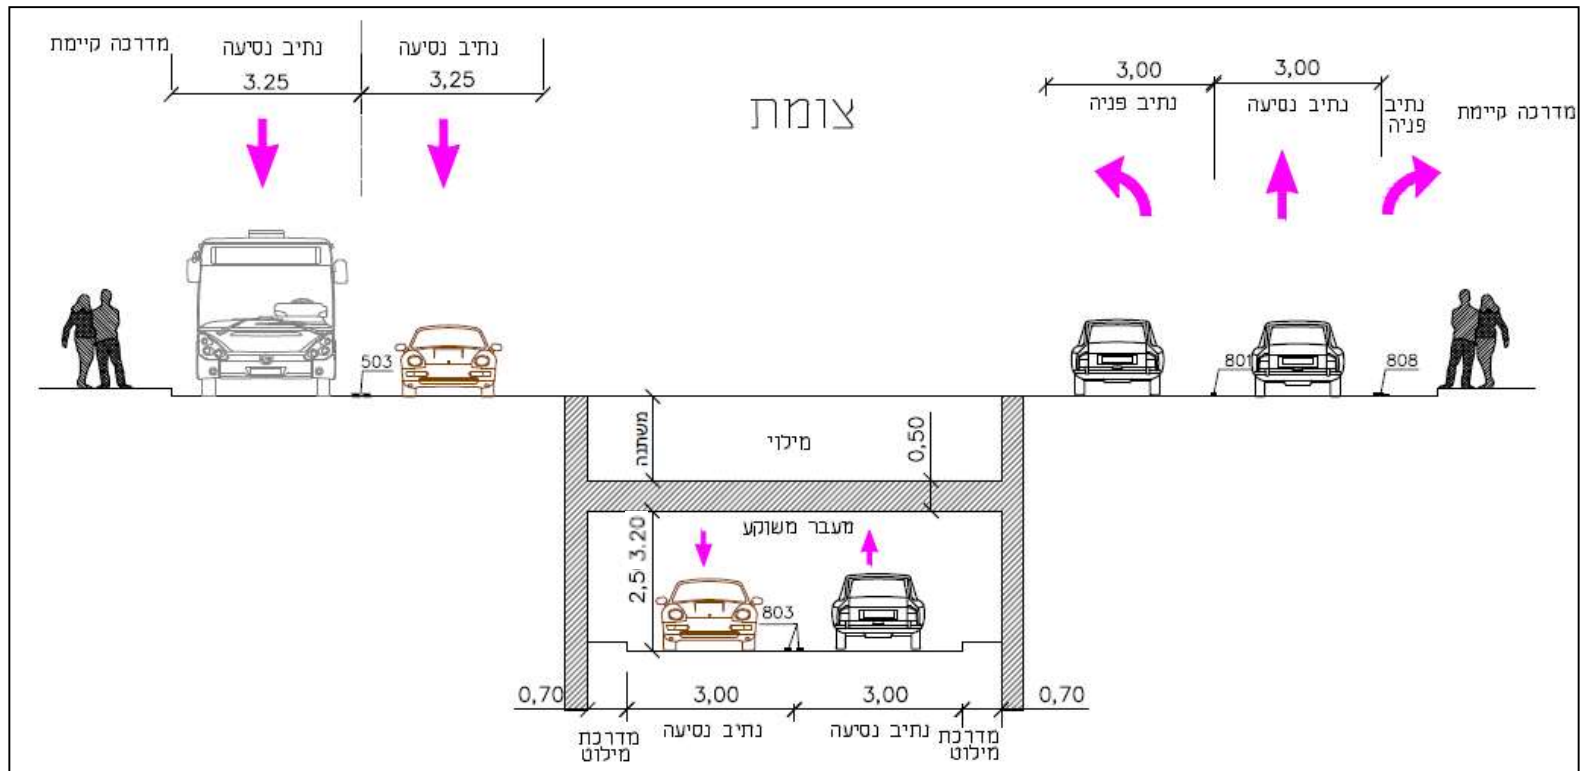 מדרכה קיימת
נתיב נסיעה
3.25
נתיב נסיעה
3,25
צומת
3,00
נתיב פניה
3,00
נתיב נסיעה
נתיב
פניה
מדרכה קיימת
503
801
808
משתנה
מילוי
0,50
מעבר משוקע
3.20
2,5
803
0,70
3,00
3,00
0,70
מדרכת
מילוט
נתיב נסיעה
נתיב נסיעה
מדרכת
מילוט